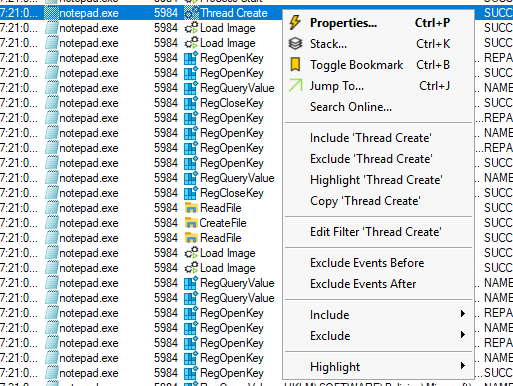 Process Start
7:21:0... notepad.exe 5984 Thread Create SUCC
7:21:0... notepad.exe 5984 Load Image SUCC
7:21:0... notepad.exe 5984 Load Image SUCC
7:21:0... notepad.exe 5984 RegOpenKey REPA
7:21:0... notepad.exe 5984 RegQueryValue NAME
7:21:0... notepad.exe 5984 RegCloseKey SUCC
7:21:0... notepad.exe 5984 RegOpenKey REPA
7:21:0... notepad.exe 5984 RegOpenKey NAME
7:21:0... notepad.exe 5984 RegOpenKey REPA
7:21:0... notepad.exe 5984 RegOpenKey SUCC
7:21:0... notepad.exe 5984 RegQueryValue NAME
7:21:0... notepad.exe 5984 RegCloseKey SUCC
7:21:0... notepad.exe 5984 ReadFile SUCC
7:21:0... notepad.exe 5984 CreateFile SUCC
7:21:0... notepad.exe 5984 ReadFile SUCC
7:21:0... notepad.exe 5984 Load Image SUCC
7:21:0... notepad.exe 5984 Load Image SUCC
7:21:0... notepad.exe 5984 RegQueryValue NAME
7:21:0... notepad.exe 5984 RegQueryValue NAME
7:21:0... notepad.exe 5984 RegOpenKey REPA
7:21:0... notepad.exe 5984 RegOpenKey NAME
7:21:0... notepad.exe 5984 RegOpenKey REPA
7:21:0... notepad.exe 5984 RegOpenKey SUCC
7:21:0... notepad.exe 5984 RegOpenKey
Properties... Ctrl+P
Stack... Ctrl+K
Toggle Bookmark Ctrl+B
Jump To... Ctrl+J
Search Online...
Include 'Thread Create'
Exclude 'Thread Create'
Highlight 'Thread Create'
Copy 'Thread Create'
Edit Filter 'Thread Create'
Exclude Events Before
Exclude Events After
Include
Exclude
Highlight